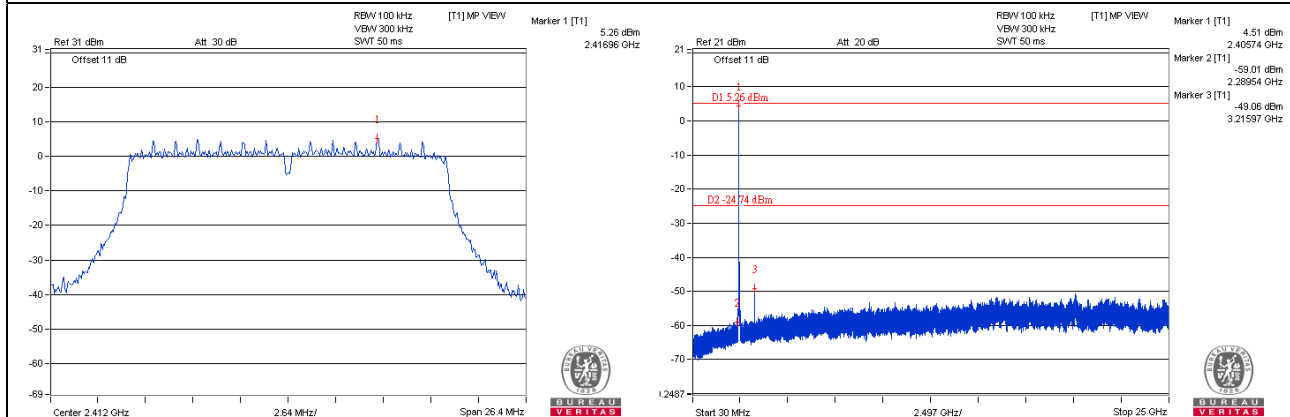 RBW 100 kHz [T1] MP VIEW
VBW 300 kHz
Ref 31 dBm Att 30 dB SWT 50 ms
Marker 1 [T1]
5.26 dBm
2.41696 GHz
31
Offset 11 dB
20
10
0
-10
-20
-30
-40
-50
-60
-69
1
Center 2.412 GHz 2.64 MHz/ Span 26.4 MHz
BUREAU VERITAS
1828
BUREAU
VERITAS
RBW 100 kHz [T1] MP VIEW
VBW 300 kHz
Ref 21 dBm Att 20 dB SWT 50 ms
Marker 1 [T1]
4.51 dBm
2.40574 GHz
Marker 2 [T1]
-59.01 dBm
2.28954 GHz
Marker 3 [T1]
-49.06 dBm
3.21597 GHz
21
Offset 11 dB
10
0
-10
-20
-30
-40
-50
-60
-70
.2487
1
D1 5.26 dBm
D2 -24.74 dBm
3
2
Start 30 MHz 2.497 GHz/ Stop 25 GHz
BUREAU VERITAS
1828
BUREAU
VERITAS